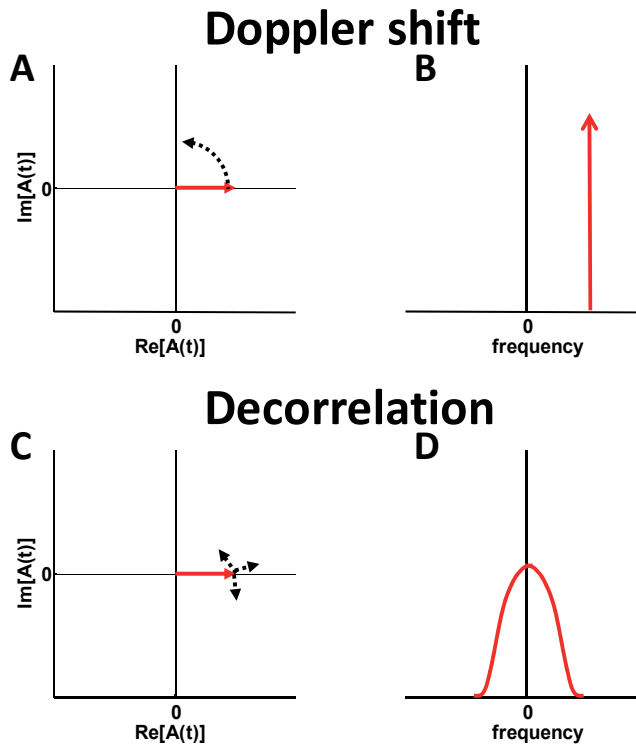 Doppler shift
A
B
Im[A(t)]
0
0
Re[A(t)]
0
frequency
Decorrelation
C
D
Im[A(t)]
0
0
Re[A(t)]
0
frequency